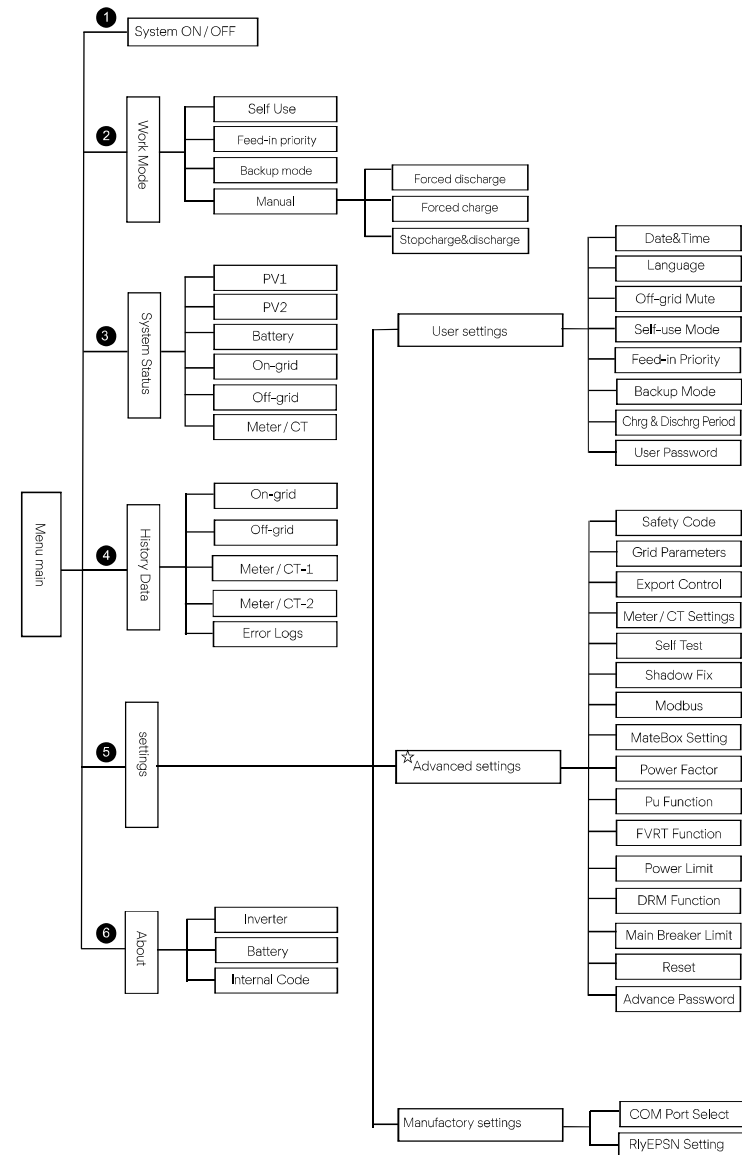 Menu main
1
System ON / OFF
2
Work Mode
Self Use
Feed-in priority
Backup mode
Manual
Forced discharge
Forced charge
Stopcharge&discharge
3
System Status
PV1
PV2
Battery
On-grid
Off-grid
Meter / CT
4
History Data
On-grid
Off-grid
Meter / CT-1
Meter / CT-2
Error Logs
5
settings
User settings
Date&Time
Language
Off-grid Mute
Self-use Mode
Feed-in Priority
Backup Mode
Chrg & Dischrg Period
User Password
☆Advanced settings
Safety Code
Grid Parameters
Export Control
Meter / CT Settings
Self Test
Shadow Fix
Modbus
MateBox Setting
Power Factor
Pu Function
FVRT Function
Power Limit
DRM Function
Main Breaker Limit
Reset
Advance Password
Manufactory settings
COM Port Select
RlyEPSN Setting
6
About
Inverter
Battery
Internal Code